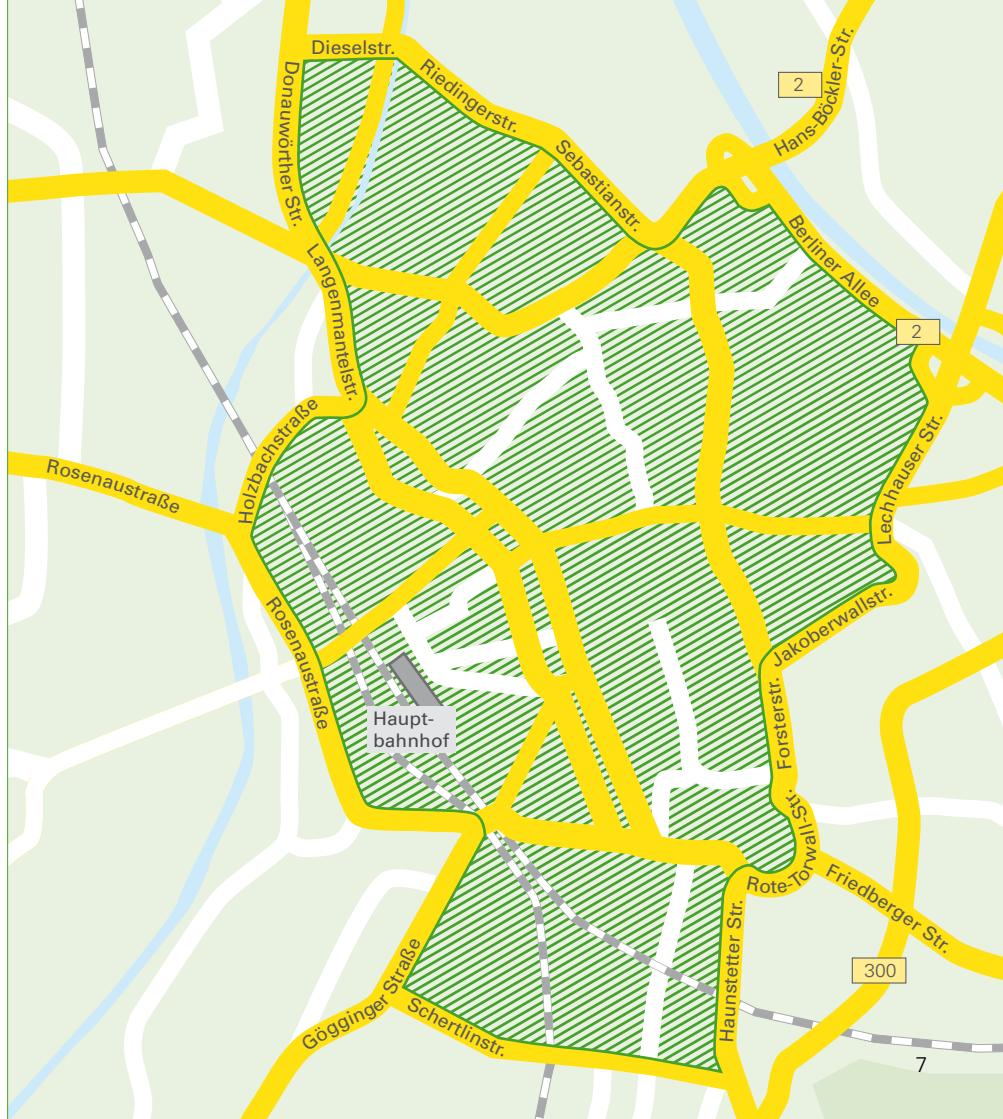 Dieselstr.
Riedingerstr.
Donauwörther Str.
Sebastianstr.
2
Hans-Böckler-Str.
Langenmantelstr.
Berliner Allee
2
Holzbachstraße
Rosenaustraße
Lechhauser Str.
Rosenaustraße
Jakoberwallstr.
Forsterstr.
Haupt-
bahnhof
Rote-Torwall-Str.
Friedberger Str.
Haunstetter Str.
300
Gögginger Straße
Schertlinstr.
7